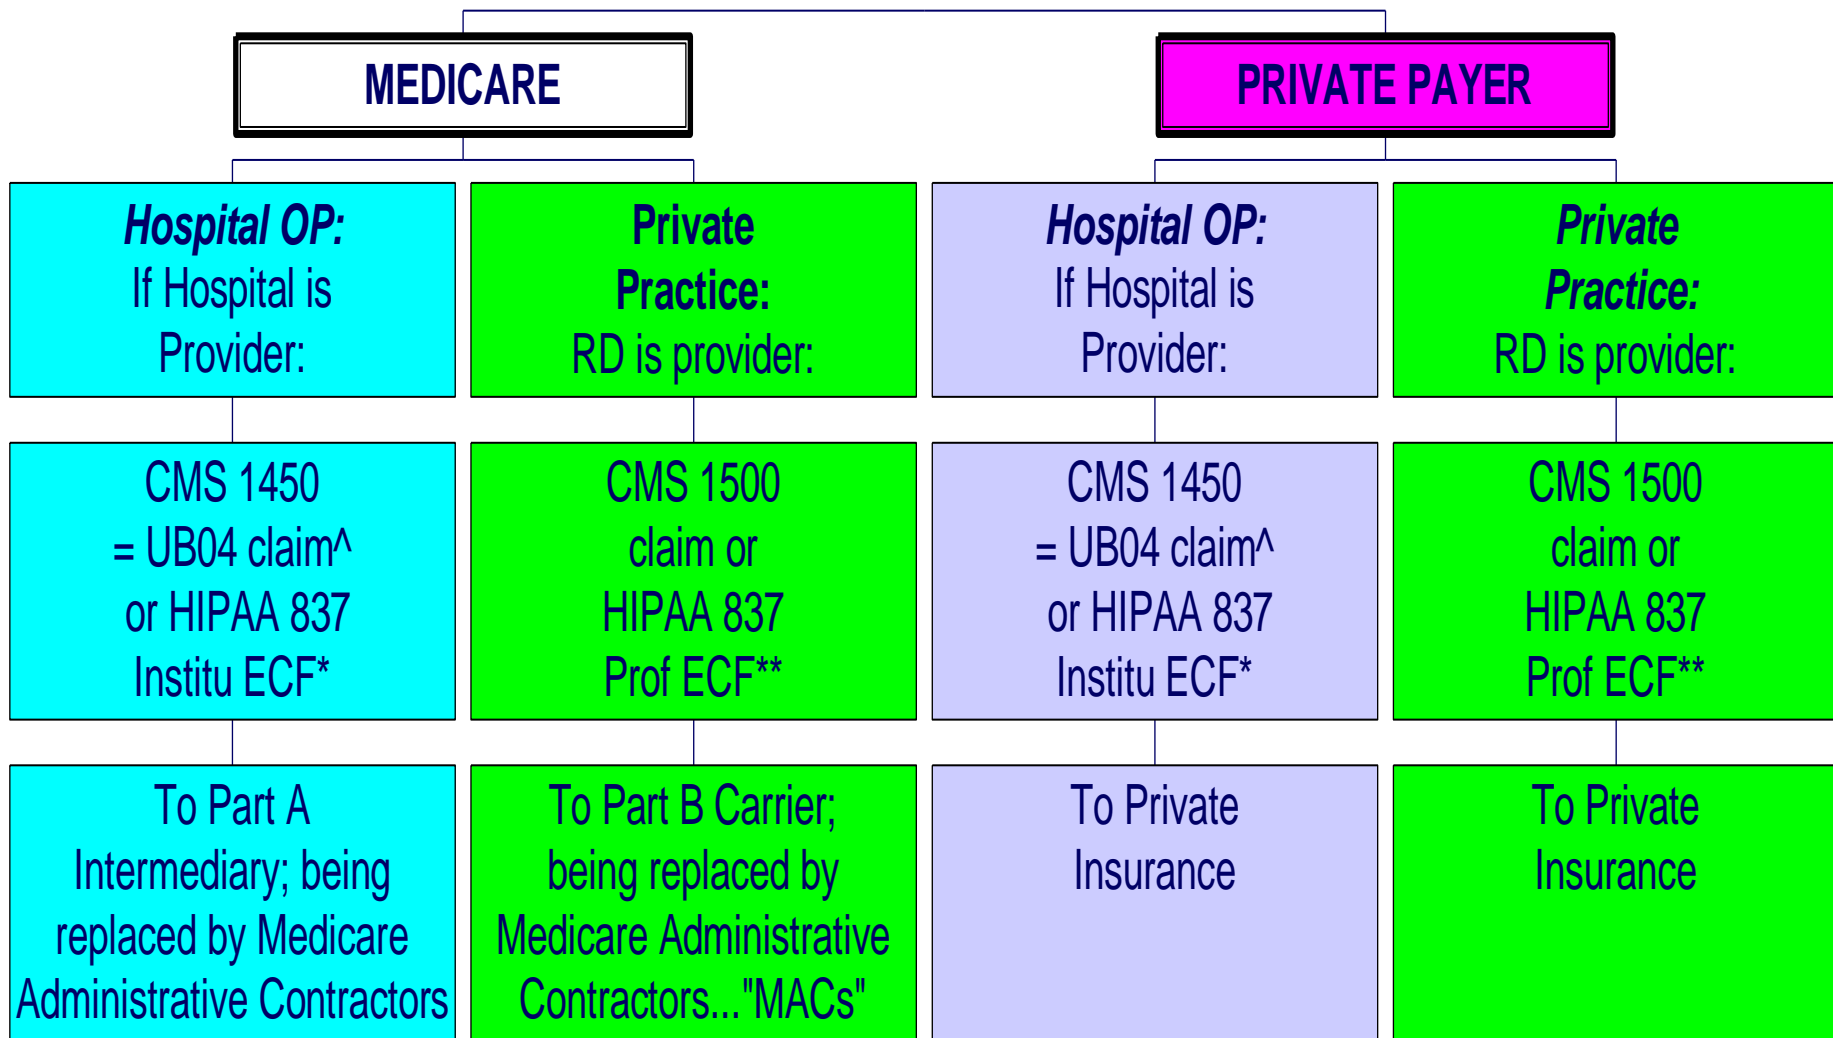 MEDICARE
PRIVATE PAYER
Hospital OP:
If Hospital is
Provider:
Private
Practice:
RD is provider:
Hospital OP:
If Hospital is
Provider:
Private
Practice:
RD is provider:
CMS 1450
= UB04 claim^
or HIPAA 837
Institu ECF*
CMS 1500
claim or
HIPAA 837
Prof ECF**
CMS 1450
= UB04 claim^
or HIPAA 837
Institu ECF*
CMS 1500
claim or
HIPAA 837
Prof ECF**
To Part A
Intermediary; being
replaced by Medicare
Administrative Contractors
To Part B Carrier;
being replaced by
Medicare Administrative
Contractors... "MACs"
To Private
Insurance
To Private
Insurance